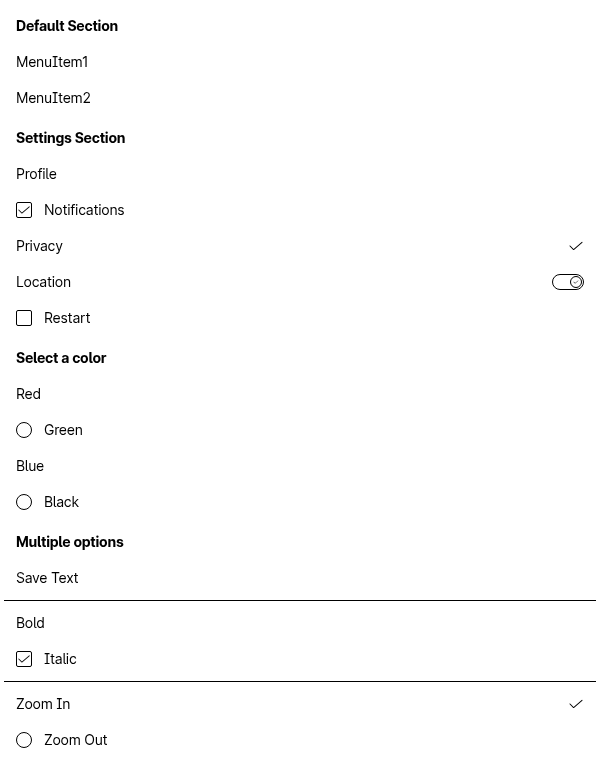 Default Section
MenuItem1
MenuItem2
Settings Section
Profile
Notifications
Privacy
Location
Restart
Select a color
Red
Green
Blue
Black
Multiple options
Save Text
Bold
Italic
Zoom In
Zoom Out